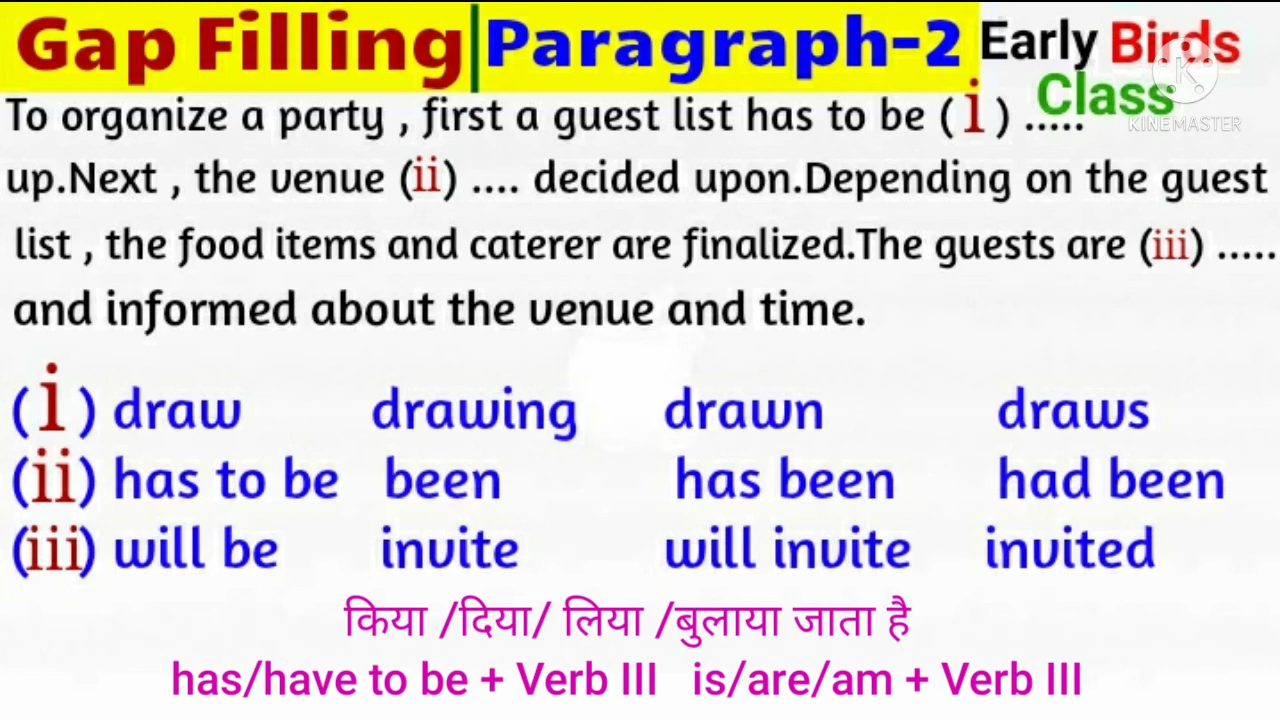 Gap Filling Paragraph-2 Early Birds
Class
KINEMASTER
To organize a party , first a guest list has to be ( i ) .....
up.Next , the venue (ii) .... decided upon.Depending on the guest
list , the food items and caterer are finalized.The guests are (iii) .....
and informed about the venue and time.
( i ) draw drawing drawn draws
(ii) has to be been has been had been
(iii) will be invite will invite invited
किया /दिया/ लिया /बुलाया जाता है
has/have to be + Verb III is/are/am + Verb III